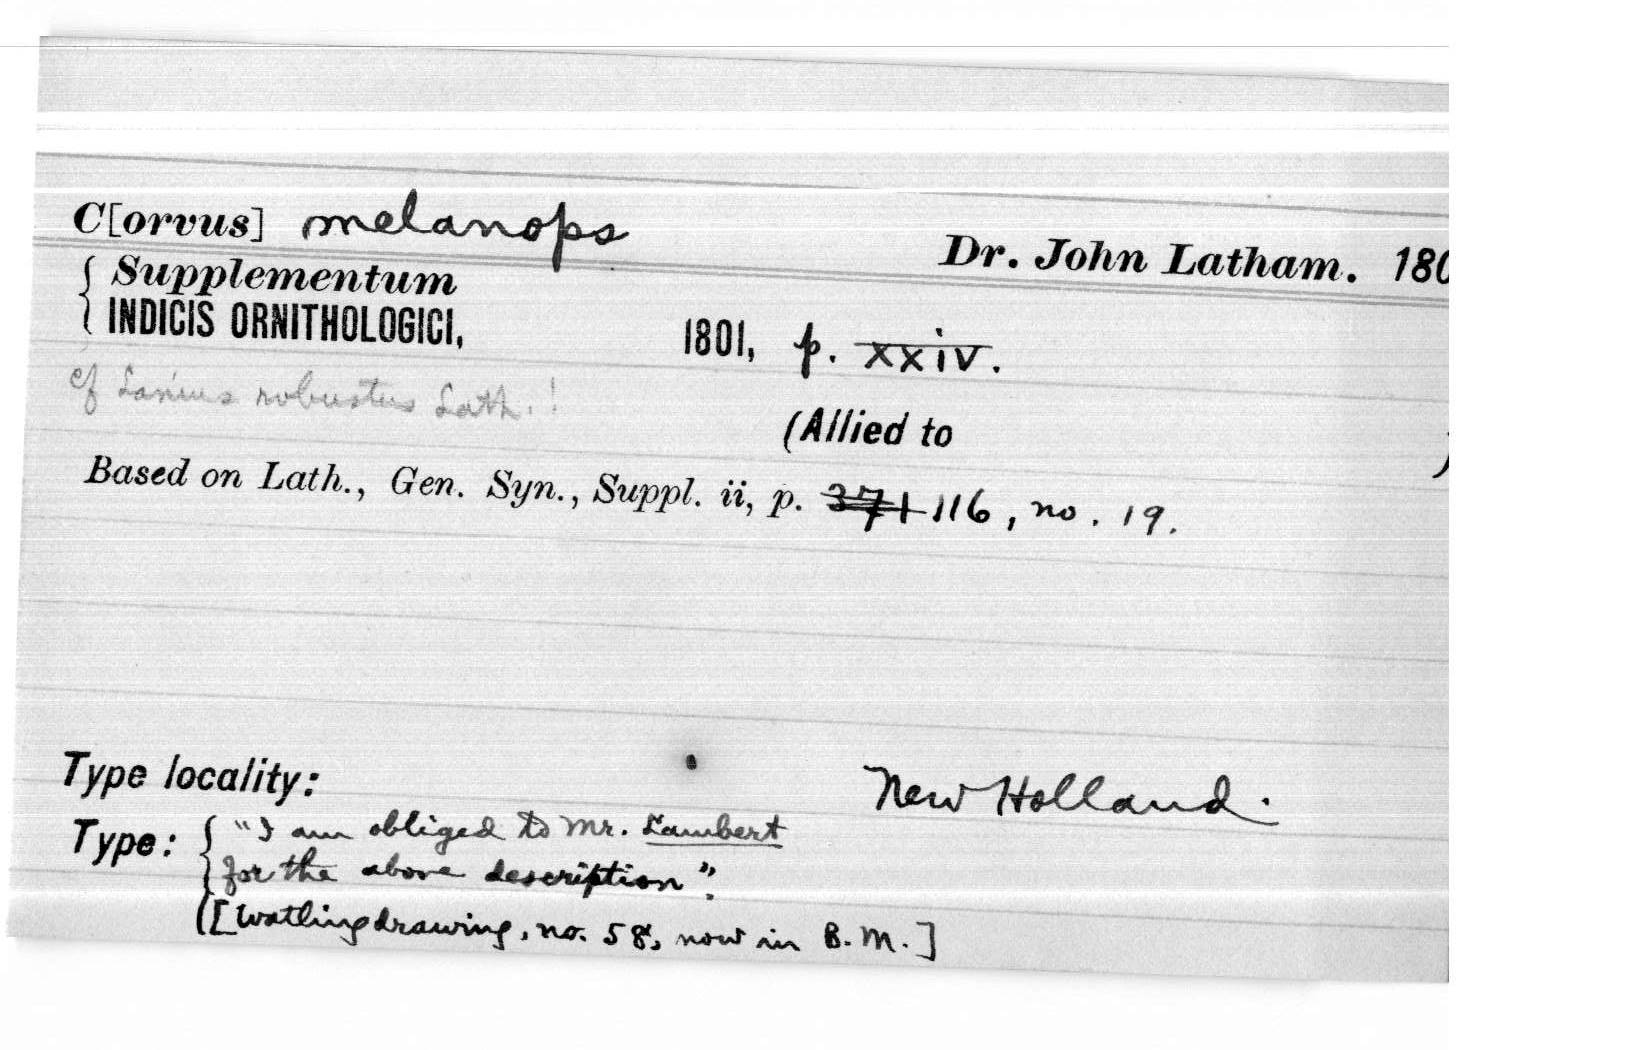 C[orvus] melanops
Dr. John Latham. 180
{ Supplementum
{ INDICIS ORNITHOLOGICI, 1801, p. xxiv.
cf Lanius robustus Lath.!
(Allied to )
Based on Lath., Gen. Syn., Suppl. ii, p. 371 116, no. 19.
Type locality: New Holland.
Type: { "I am obliged to Mr. Lambert
for the above description".
([Watling drawing, no. 58, now in B.M.]